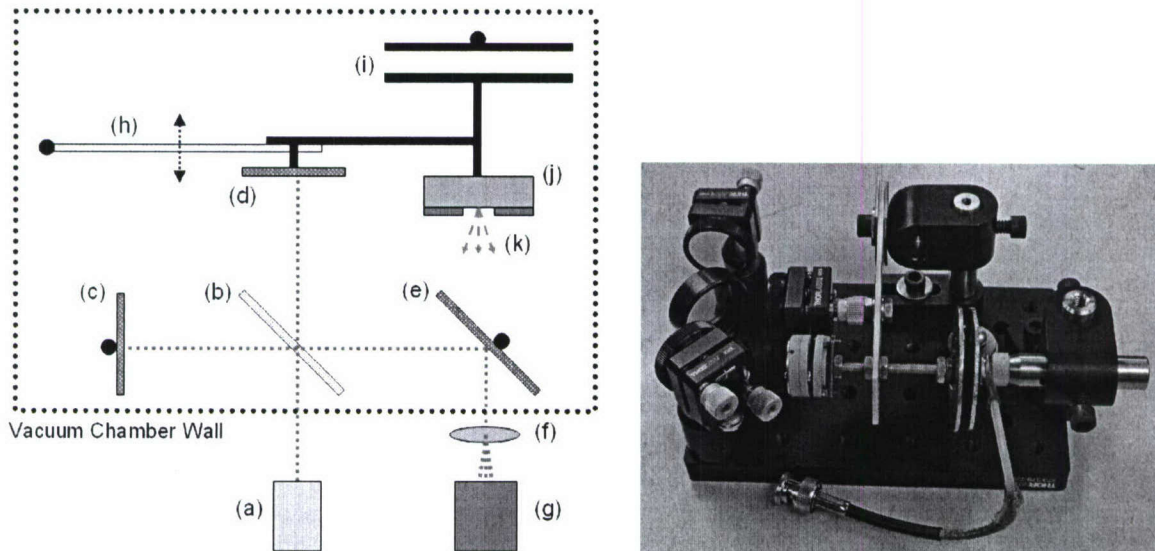 (i)
(h)
(d)
(j)
(k)
(c)
(b)
(e)
Vacuum Chamber Wall
(f)
(a)
(g)